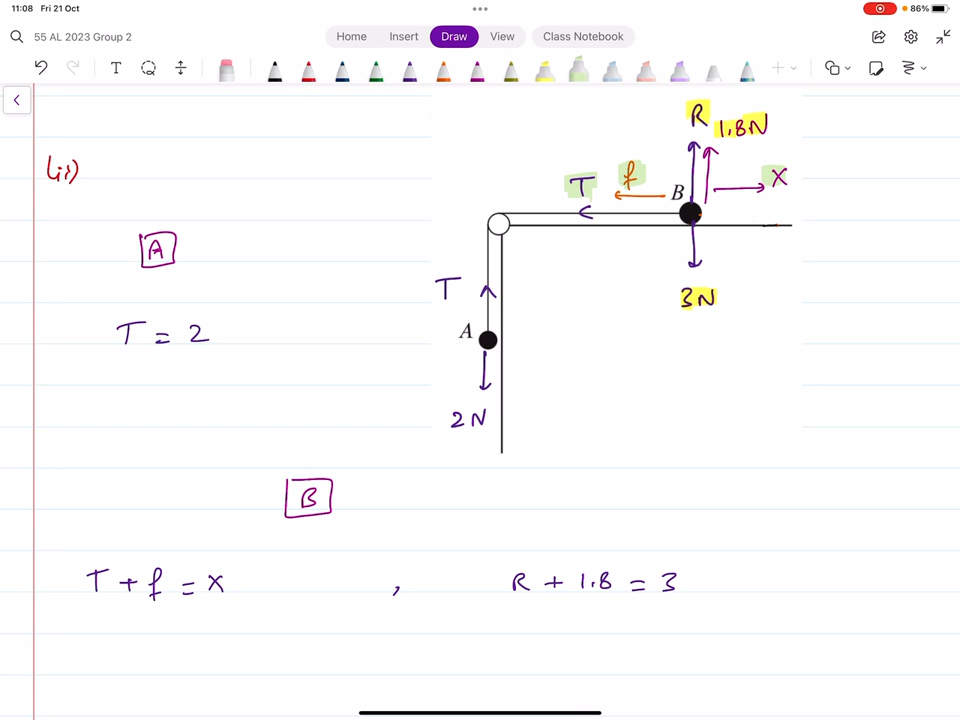 11:08 Fri 21 Oct
86%
55 AL 2023 Group 2
Home Insert Draw View Class Notebook
(ii)
R 1.8N
T f B X
A
3N
T
T = 2
A
2N
B
T + f = X , R + 1.8 = 3